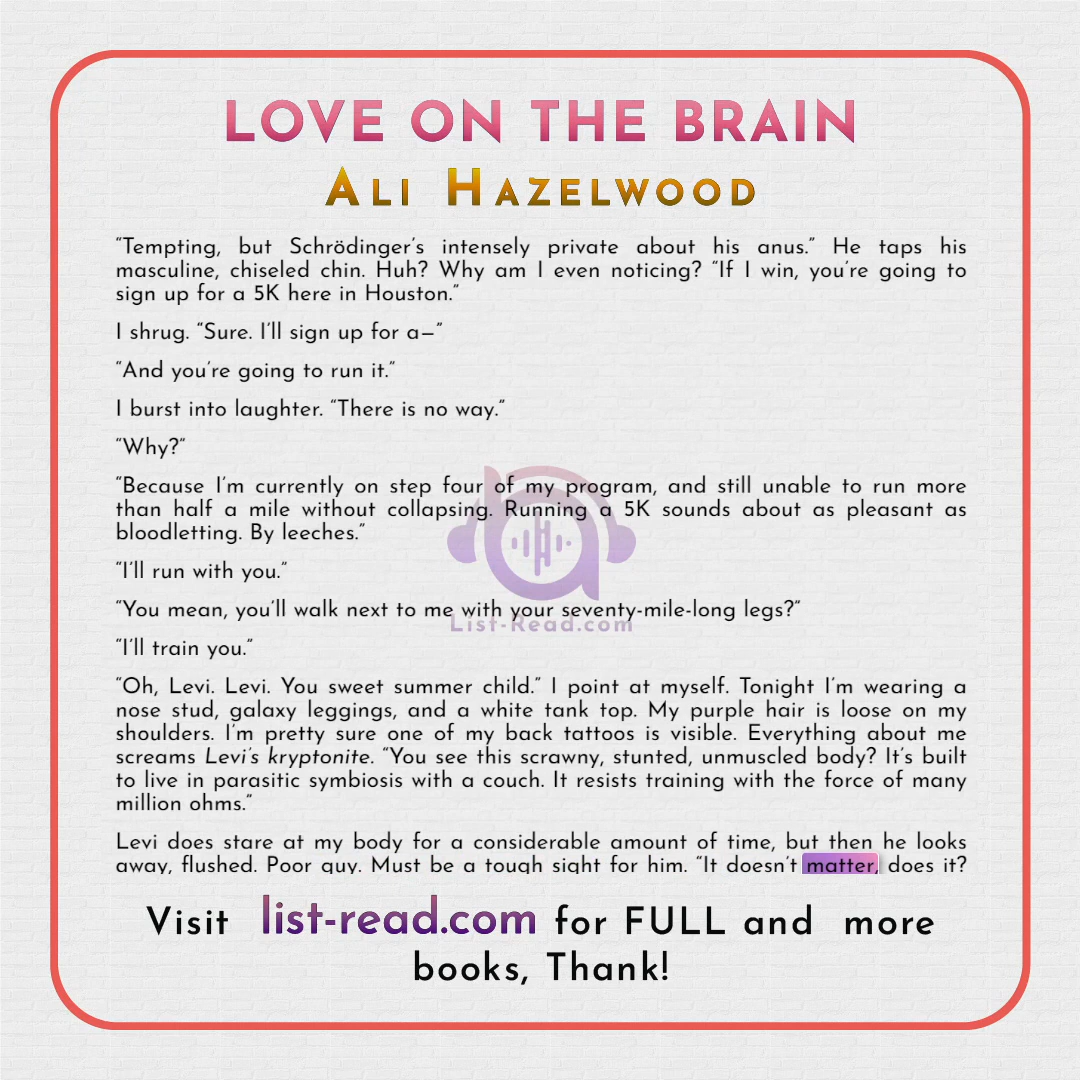 LOVE ON THE BRAIN
ALI HAZELWOOD
“Tempting, but Schrödinger’s intensely private about his anus.” He taps his
masculine, chiseled chin. Huh? Why am I even noticing? “If I win, you’re going to
sign up for a 5K here in Houston.”
I shrug. “Sure. I’ll sign up for a—”
“And you’re going to run it.”
I burst into laughter. “There is no way.”
“Why?”
“Because I’m currently on step four of my program, and still unable to run more
than half a mile without collapsing. Running a 5K sounds about as pleasant as
bloodletting. By leeches.”
“I’ll run with you.”
“You mean, you’ll walk next to me with your seventy-mile-long legs?”
List-Read.com
“I’ll train you.”
“Oh, Levi. Levi. You sweet summer child.” I point at myself. Tonight I’m wearing a
nose stud, galaxy leggings, and a white tank top. My purple hair is loose on my
shoulders. I’m pretty sure one of my back tattoos is visible. Everything about me
screams Levi’s kryptonite. “You see this scrawny, stunted, unmuscled body? It’s built
to live in parasitic symbiosis with a couch. It resists training with the force of many
million ohms.”
Levi does stare at my body for a considerable amount of time, but then he looks
away, flushed. Poor guy. Must be a tough sight for him. “It doesn’t matter, does it?
Visit list-read.com for FULL and more
books, Thank!